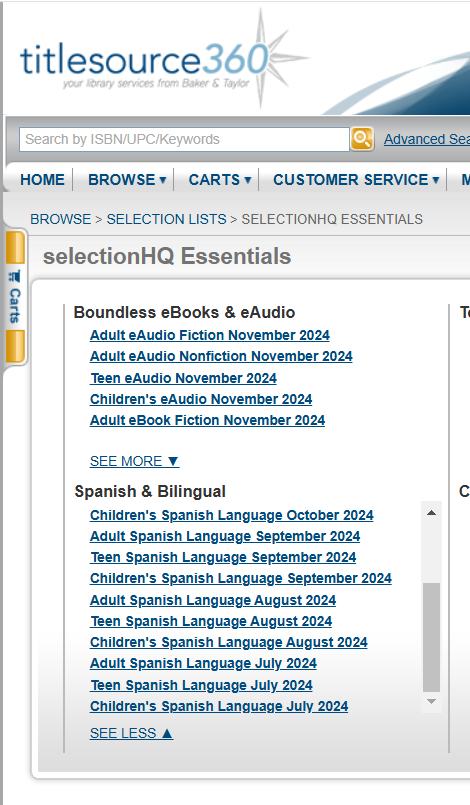 titlesource360
your library services from Baker & Taylor
Search by ISBN/UPC/Keywords
Advanced Sea
HOME
BROWSE ▼
CARTS ▼
CUSTOMER SERVICE ▼
M
BROWSE > SELECTION LISTS > SELECTIONHQ ESSENTIALS
Carts
selectionHQ Essentials
Boundless eBooks & eAudio
Adult eAudio Fiction November 2024
Adult eAudio Nonfiction November 2024
Teen eAudio November 2024
Children's eAudio November 2024
Adult eBook Fiction November 2024
SEE MORE ▼
Spanish & Bilingual
Children's Spanish Language October 2024
Adult Spanish Language September 2024
Teen Spanish Language September 2024
Children's Spanish Language September 2024
Adult Spanish Language August 2024
Teen Spanish Language August 2024
Children's Spanish Language August 2024
Adult Spanish Language July 2024
Teen Spanish Language July 2024
Children's Spanish Language July 2024
SEE LESS ▲
Te
C